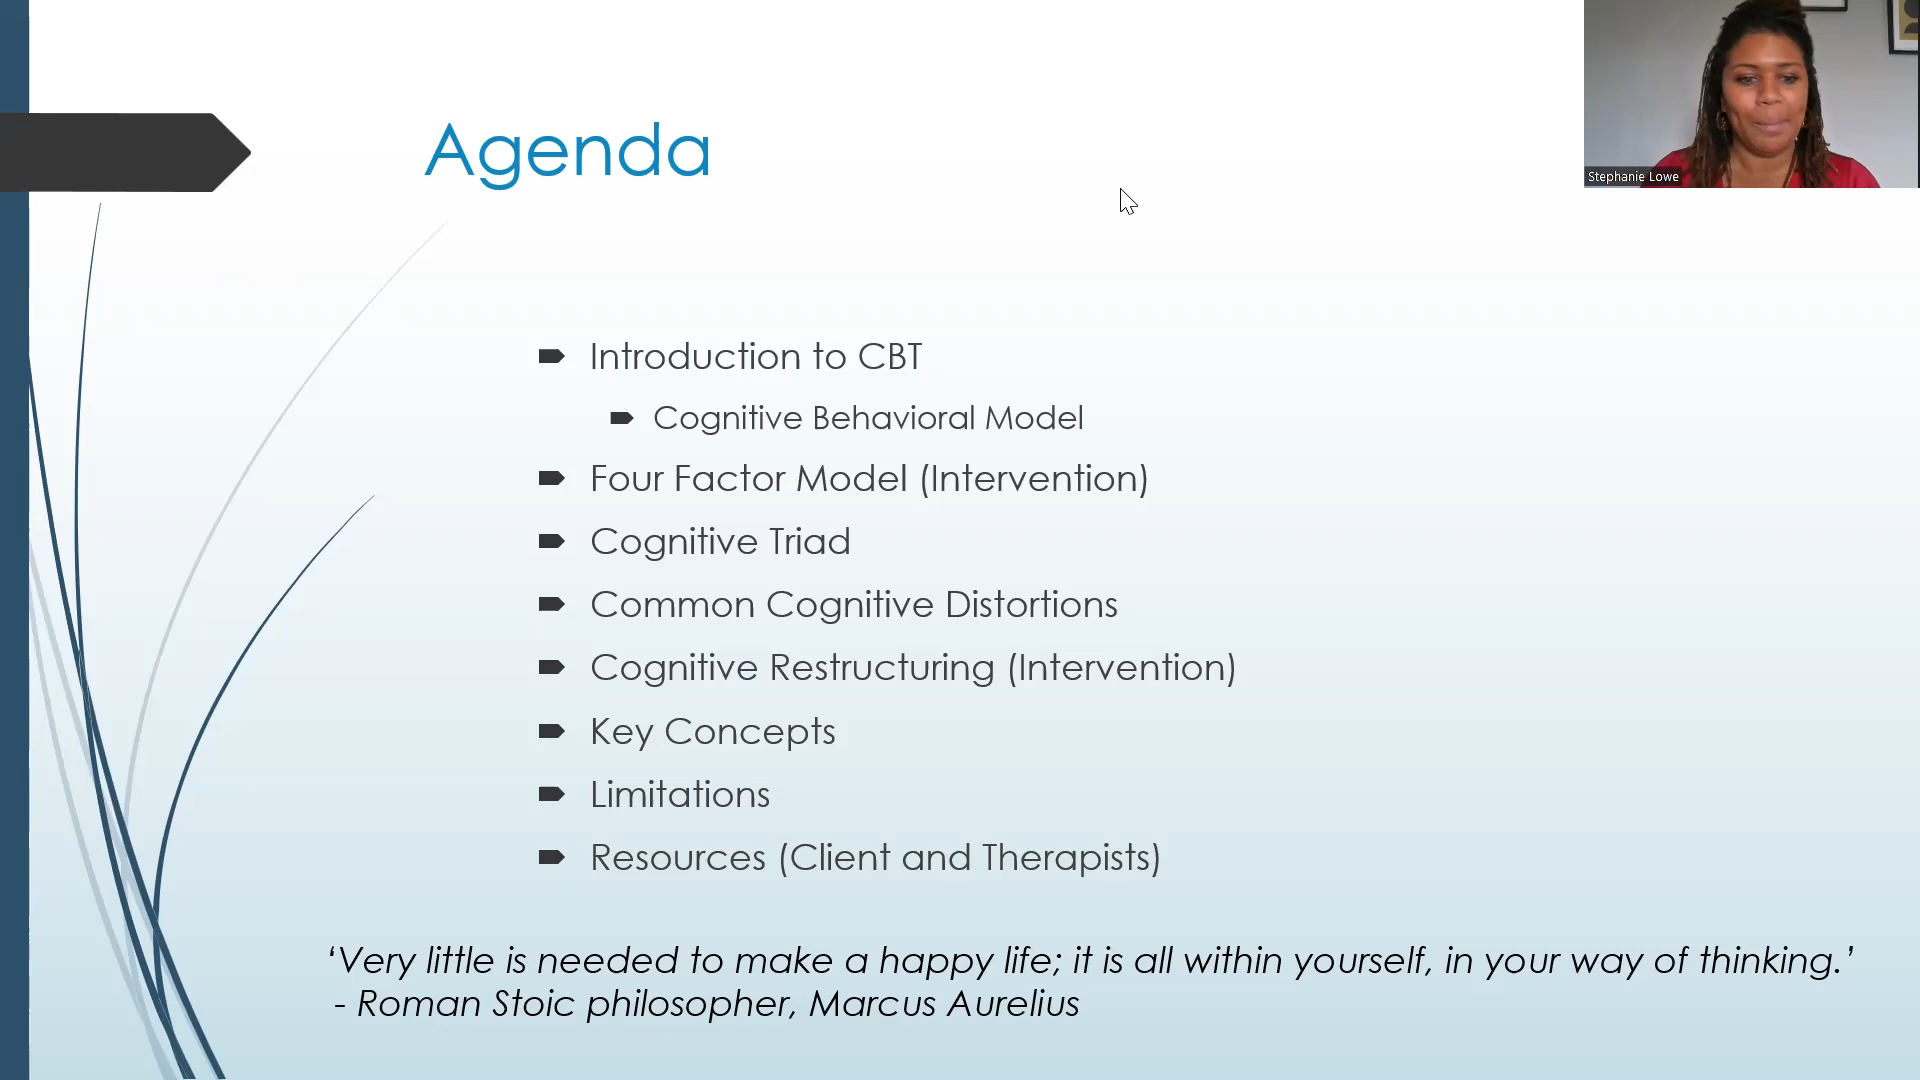 Agenda
Stephanie Lowe
Introduction to CBT
Cognitive Behavioral Model
Four Factor Model (Intervention)
Cognitive Triad
Common Cognitive Distortions
Cognitive Restructuring (Intervention)
Key Concepts
Limitations
Resources (Client and Therapists)
‘Very little is needed to make a happy life; it is all within yourself, in your way of thinking.’
- Roman Stoic philosopher, Marcus Aurelius